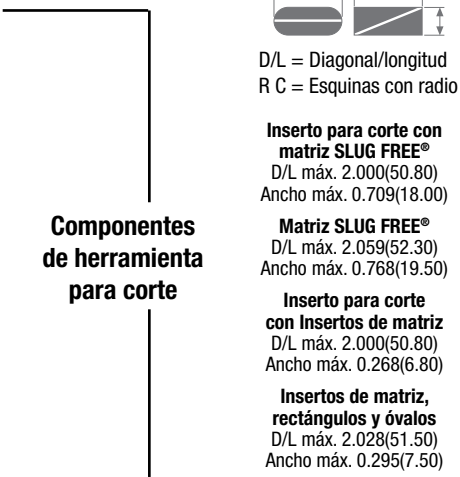 D/L = Diagonal/longitud
R C = Esquinas con radio
Inserto para corte con
matriz SLUG FREE®
D/L máx. 2.000(50.80)
Ancho máx. 0.709(18.00)
Matriz SLUG FREE®
D/L máx. 2.059(52.30)
Ancho máx. 0.768(19.50)
Inserto para corte
con Insertos de matriz
D/L máx. 2.000(50.80)
Ancho máx. 0.268(6.80)
Insertos de matriz,
rectángulos y óvalos
D/L máx. 2.028(51.50)
Ancho máx. 0.295(7.50)
Componentes
de herramienta
para corte